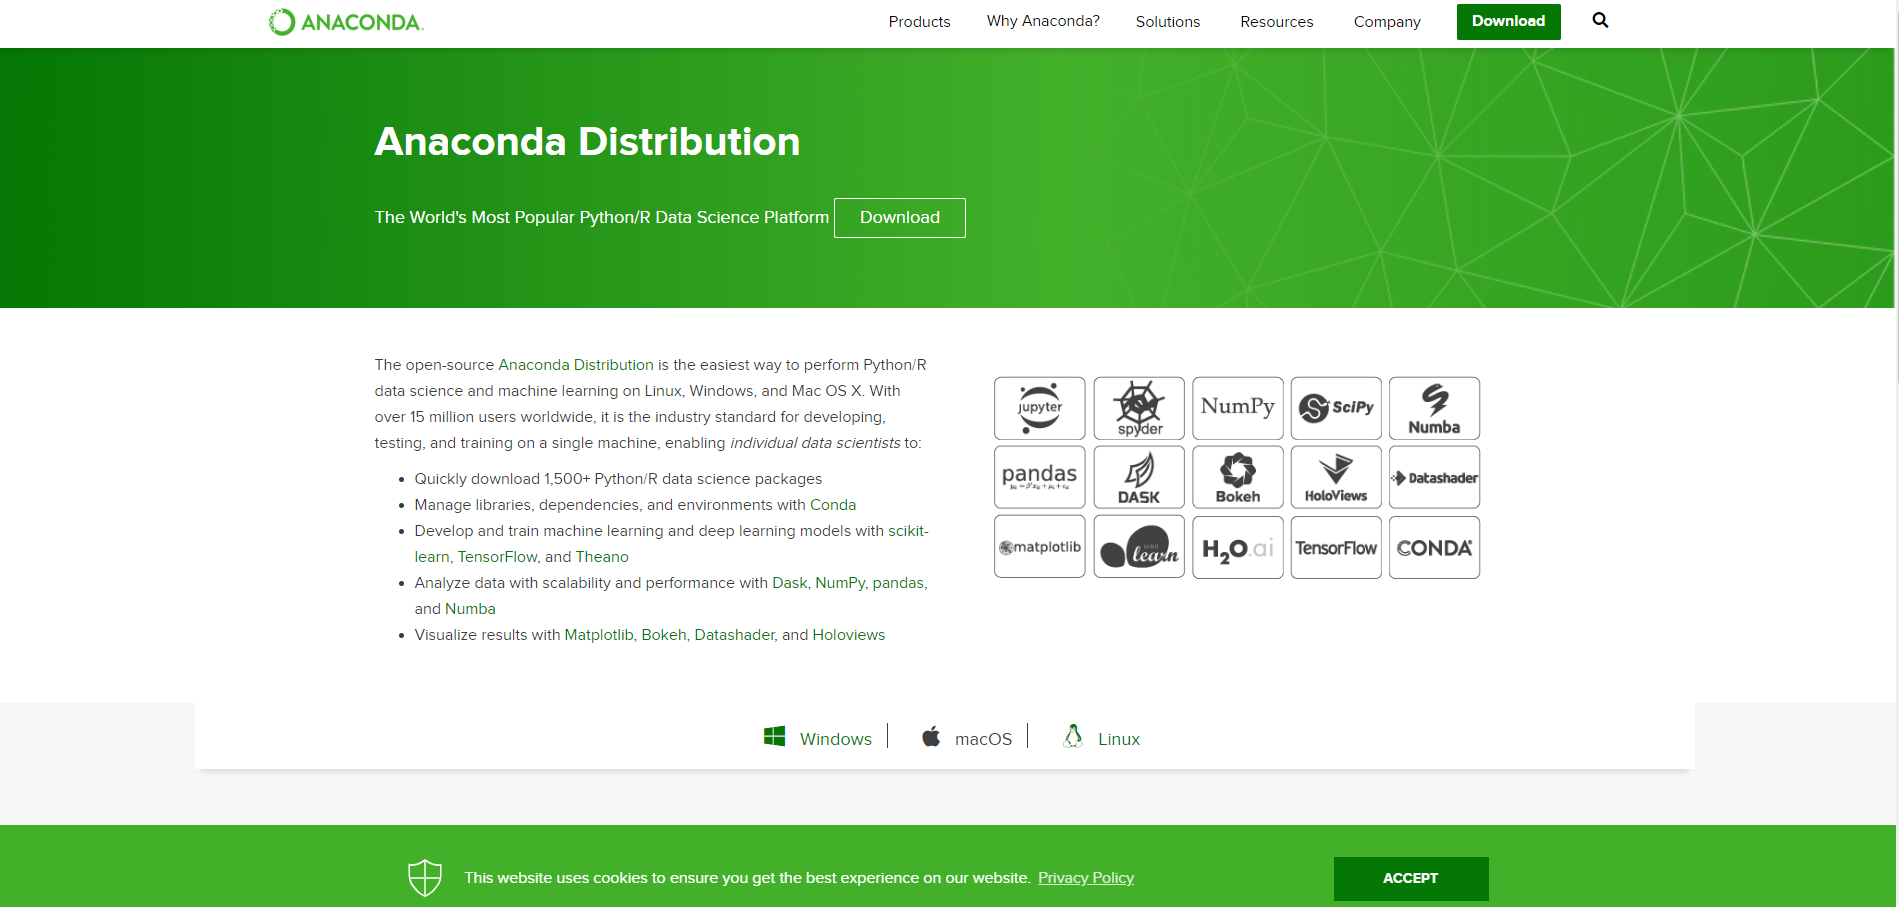 ANACONDA.
Products Why Anaconda? Solutions Resources Company Download
Anaconda Distribution
The World's Most Popular Python/R Data Science Platform Download
The open-source Anaconda Distribution is the easiest way to perform Python/R
data science and machine learning on Linux, Windows, and Mac OS X. With
over 15 million users worldwide, it is the industry standard for developing,
testing, and training on a single machine, enabling individual data scientists to:
• Quickly download 1,500+ Python/R data science packages
• Manage libraries, dependencies, and environments with Conda
• Develop and train machine learning and deep learning models with scikit-
learn, TensorFlow, and Theano
• Analyze data with scalability and performance with Dask, NumPy, pandas,
and Numba
• Visualize results with Matplotlib, Bokeh, Datashader, and Holoviews
jupyter spyder NumPy SciPy Numba
pandas DASK Bokeh HoloViews Datashader
matplotlib scikit learn H2O.ai TensorFlow CONDA
Windows macOS Linux
This website uses cookies to ensure you get the best experience on our website. Privacy Policy ACCEPT